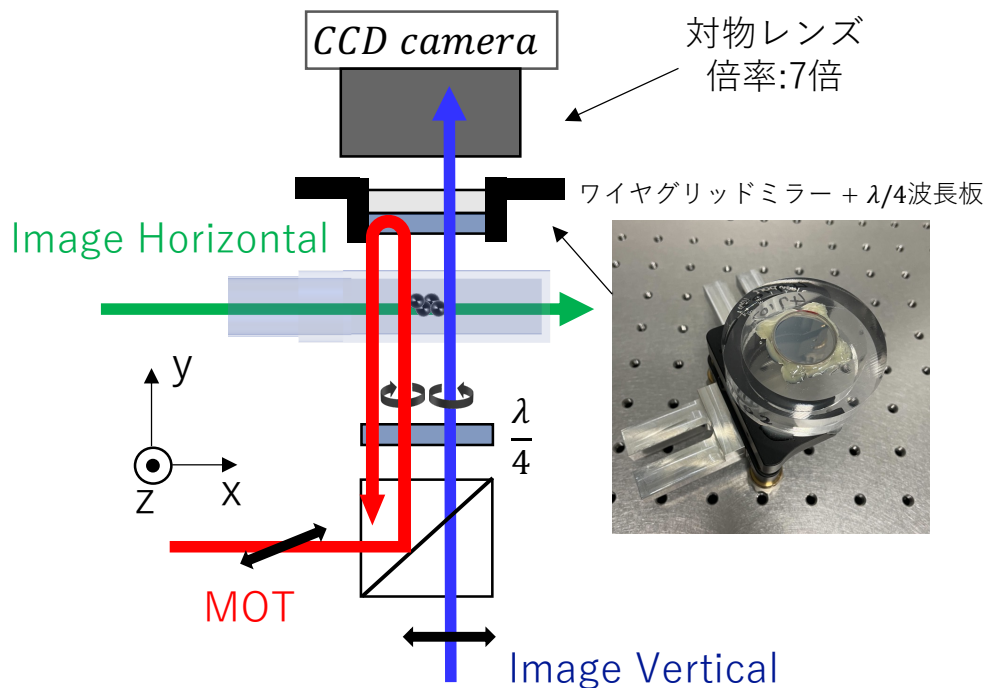 CCD camera
対物レンズ
倍率:7倍
ワイヤグリッドミラー + λ/4波長板
Image Horizontal
y
z
x
λ
4
MOT
Image Vertical